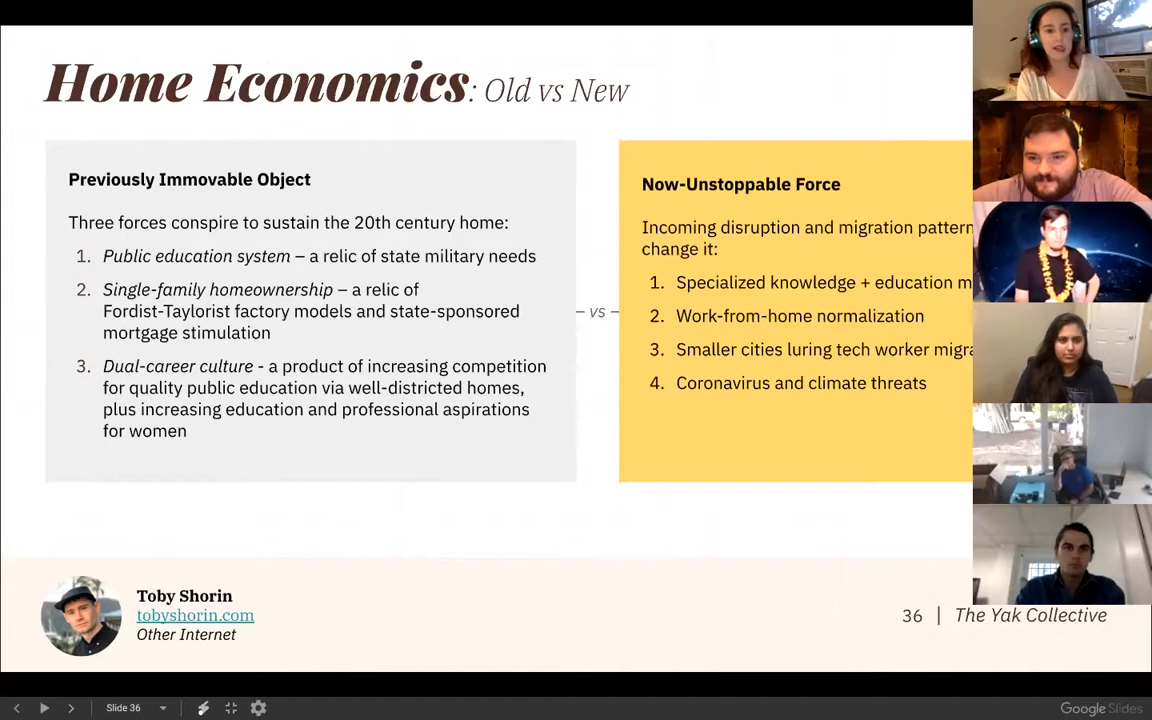 Home Economics: Old vs New
Previously Immovable Object
Three forces conspire to sustain the 20th century home:
1. Public education system – a relic of state military needs
2. Single-family homeownership – a relic of
Fordist-Taylorist factory models and state-sponsored
mortgage stimulation
3. Dual-career culture - a product of increasing competition
for quality public education via well-districted homes,
plus increasing education and professional aspirations
for women
– vs –
Now-Unstoppable Force
Incoming disruption and migration pattern
change it:
1. Specialized knowledge + education m
2. Work-from-home normalization
3. Smaller cities luring tech worker migra
4. Coronavirus and climate threats
Toby Shorin
tobyshorin.com
Other Internet
36 | The Yak Collective
Slide 36
Google Slides